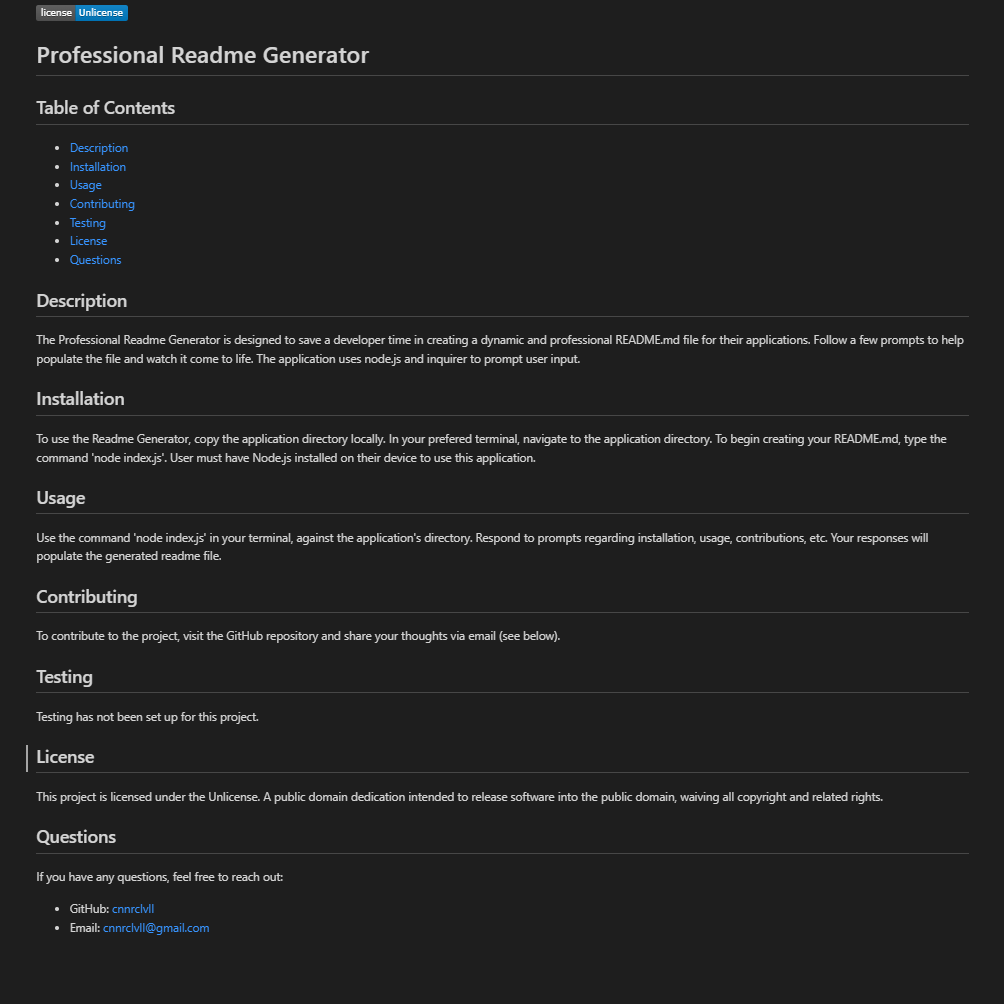 license Unlicense
Professional Readme Generator
Table of Contents
Description
Installation
Usage
Contributing
Testing
License
Questions
Description
The Professional Readme Generator is designed to save a developer time in creating a dynamic and professional README.md file for their applications. Follow a few prompts to help
populate the file and watch it come to life. The application uses node.js and inquirer to prompt user input.
Installation
To use the Readme Generator, copy the application directory locally. In your prefered terminal, navigate to the application directory. To begin creating your README.md, type the
command 'node index.js'. User must have Node.js installed on their device to use this application.
Usage
Use the command 'node index.js' in your terminal, against the application's directory. Respond to prompts regarding installation, usage, contributions, etc. Your responses will
populate the generated readme file.
Contributing
To contribute to the project, visit the GitHub repository and share your thoughts via email (see below).
Testing
Testing has not been set up for this project.
License
This project is licensed under the Unlicense. A public domain dedication intended to release software into the public domain, waiving all copyright and related rights.
Questions
If you have any questions, feel free to reach out:
GitHub: cnnrclvll
Email: cnnrclvll@gmail.com